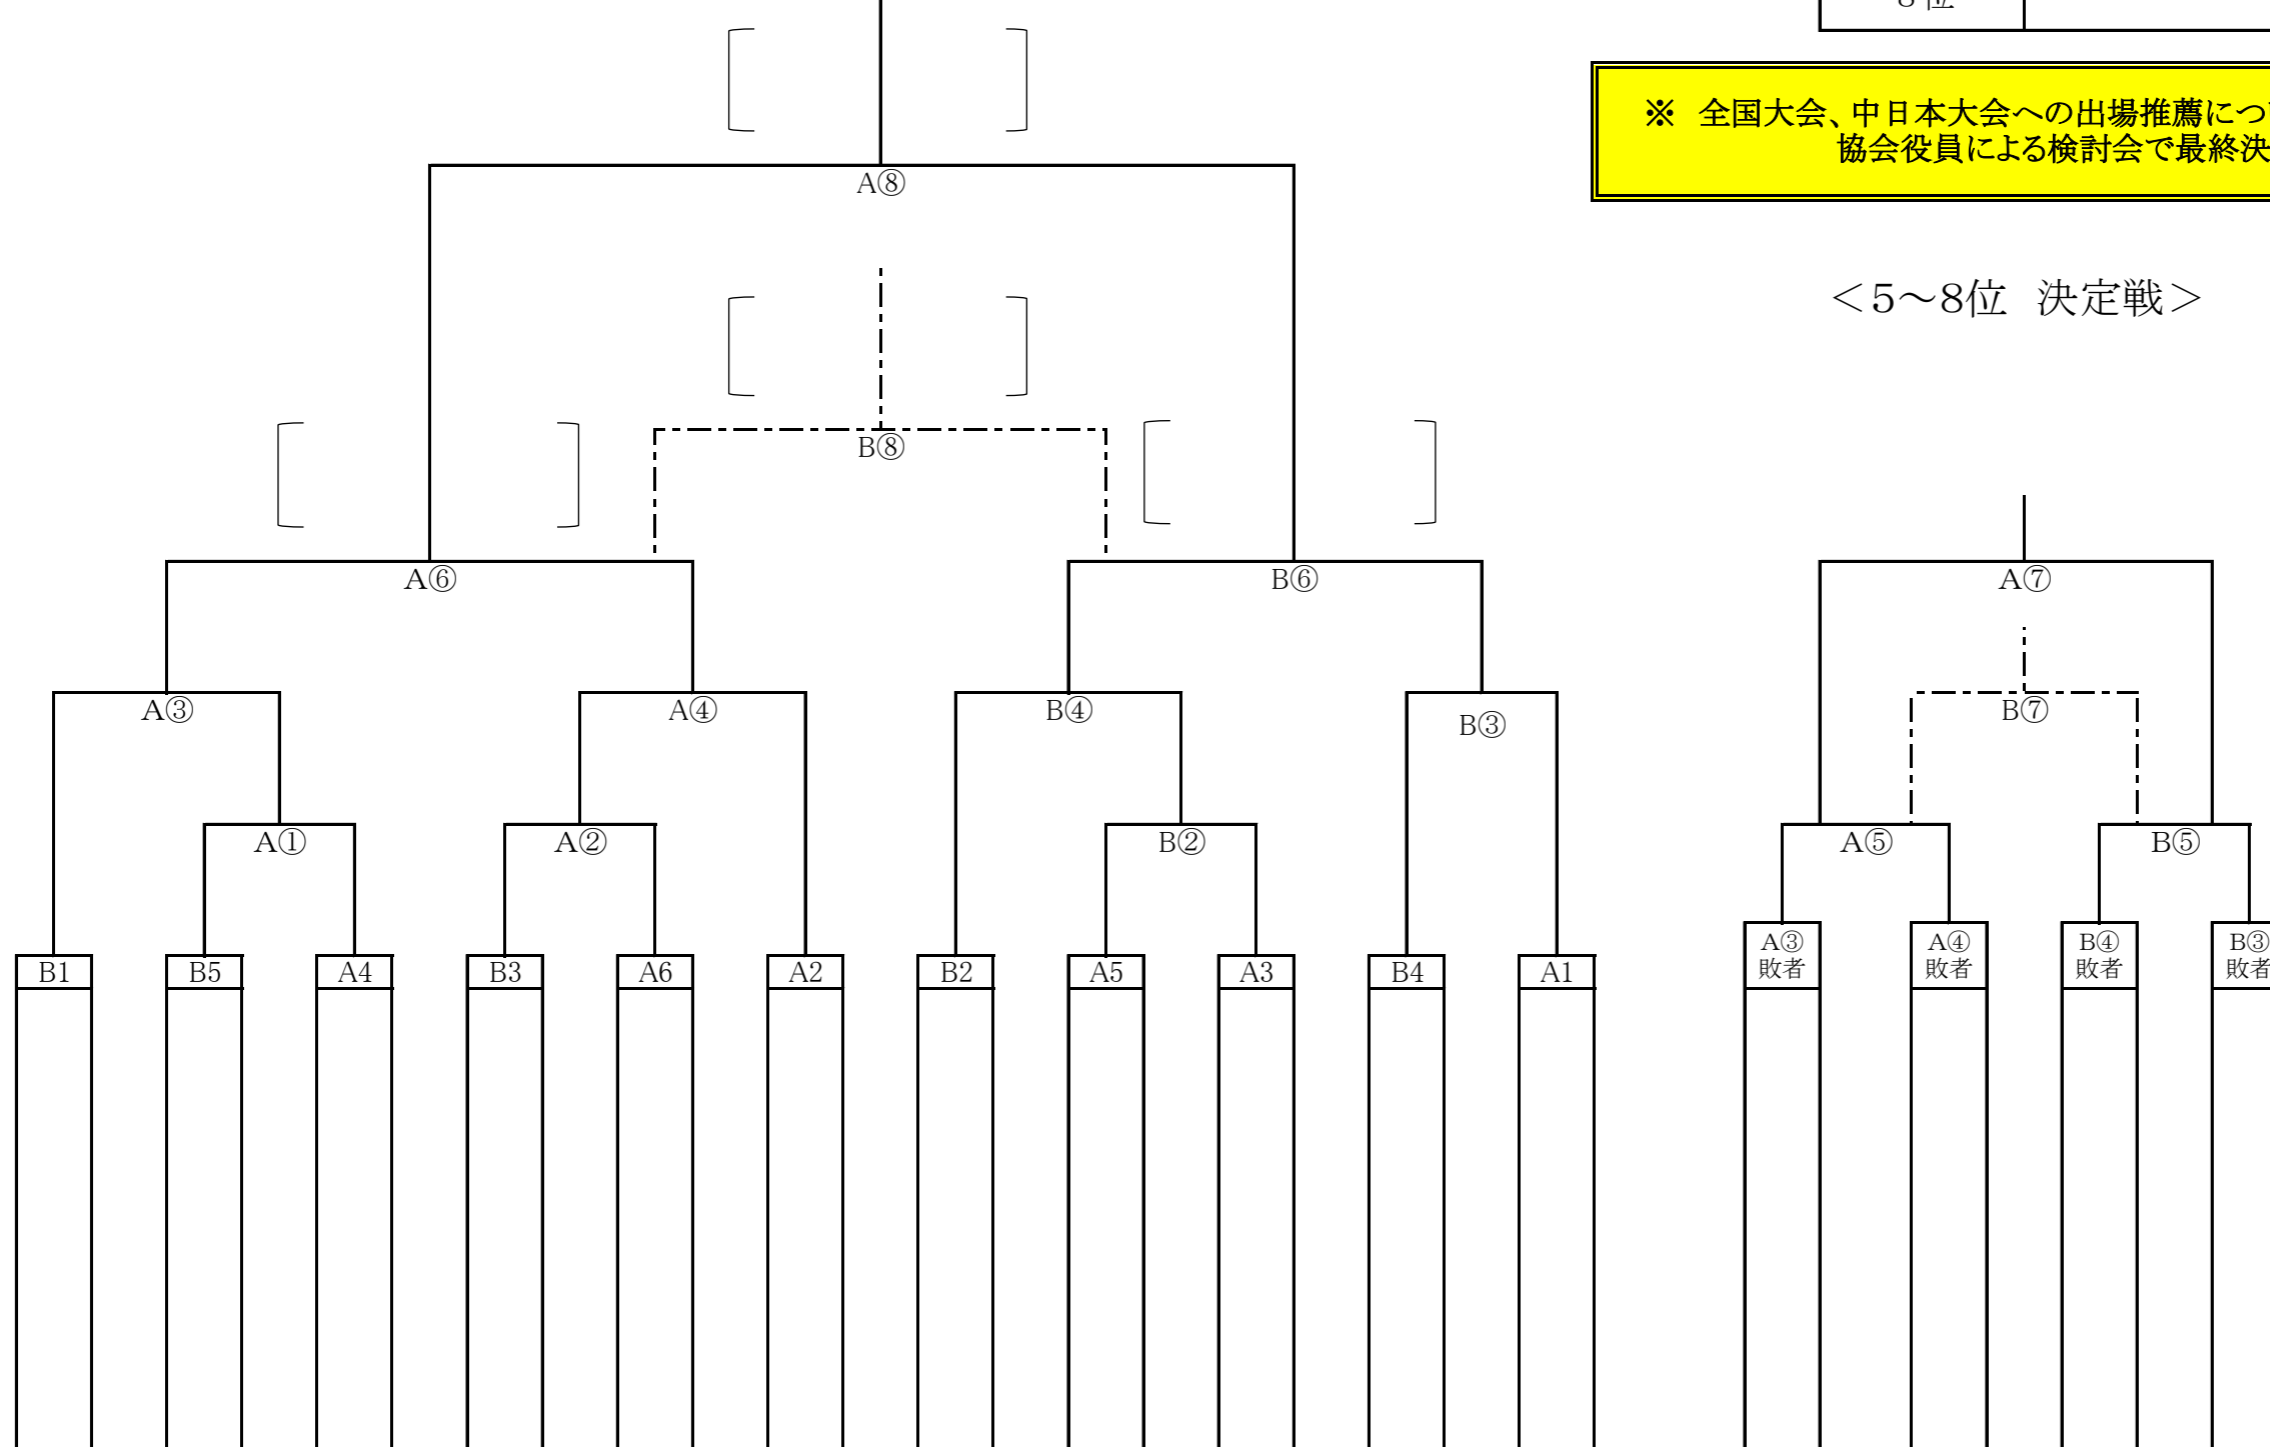 8 位
※ 全国大会、中日本大会への出場推薦につ
協会役員による検討会で最終決
A⑧
＜5～8位 決定戦＞
B⑧
A⑥
B⑥
A⑦
A③
A④
B④
B③
B⑦
A①
A②
B②
A⑤
B⑤
A③
敗者
A④
敗者
B④
敗者
B③
敗者
B1
B5
A4
B3
A6
A2
B2
A5
A3
B4
A1